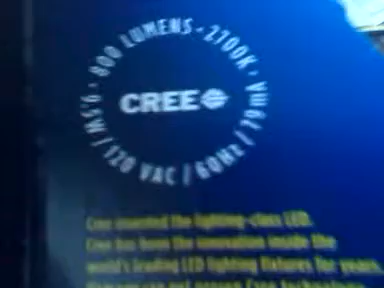 800 LUMENS · 2700K · 79mA / 60Hz / 120 VAC / 9.5W ·
CREE
Cree invented the lighting-class LED.
Cree has been the innovation inside the
world's leading LED lighting fixtures for years.
Cree